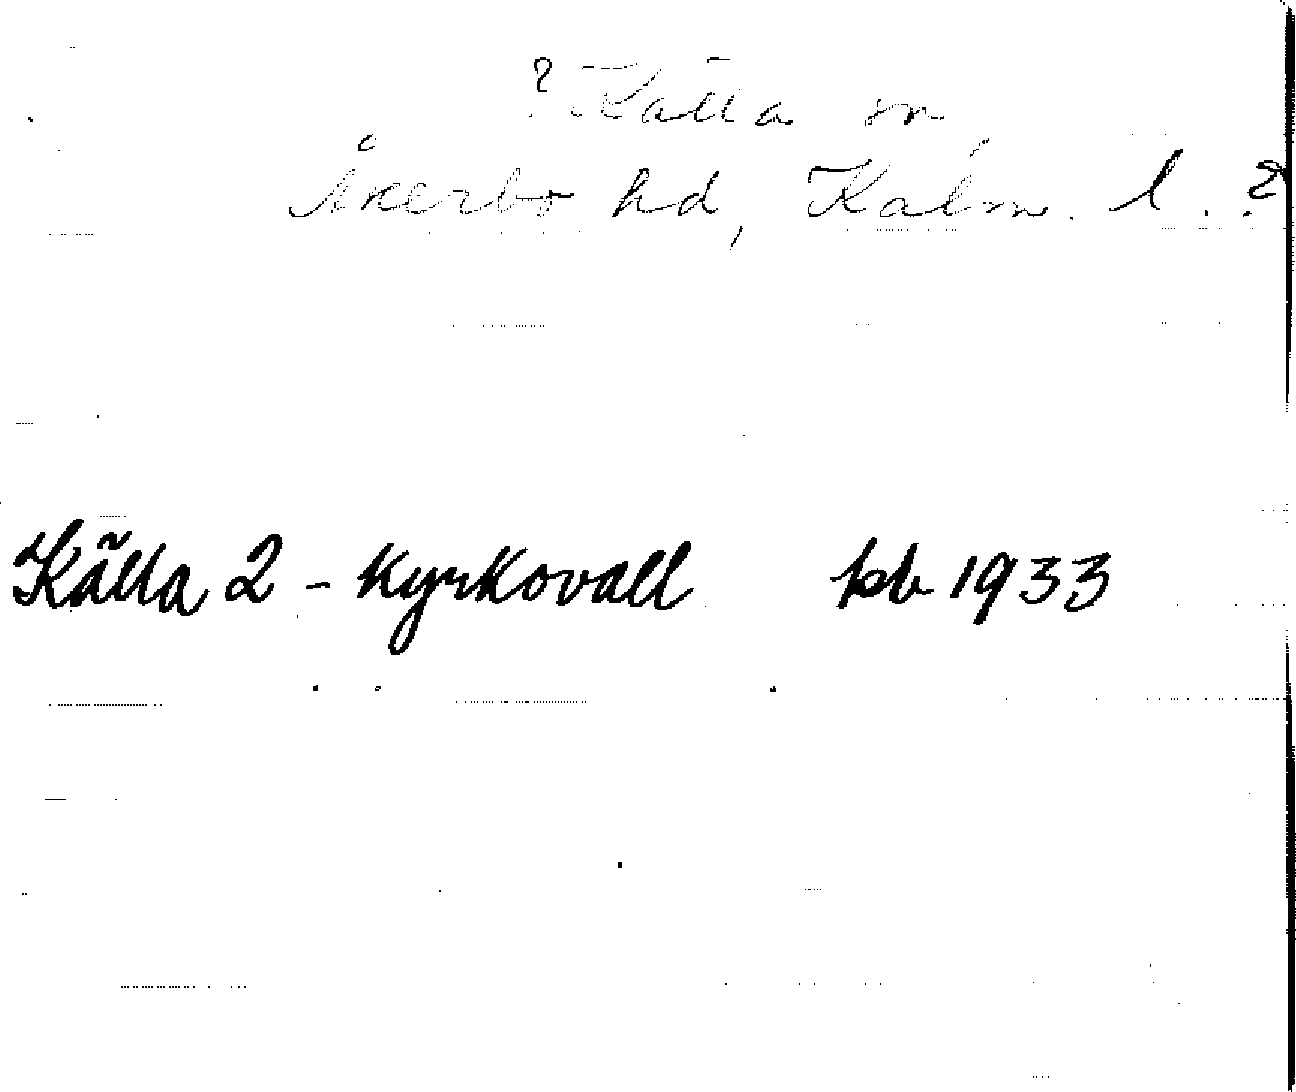 ? Källa sn
Åkerbo hd, Kalm. l. ?
Källa 2 - Kyrkovall kb 1933